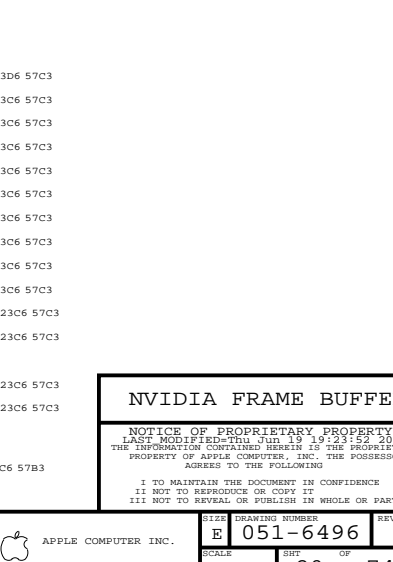 3D6 57C3
3C6 57C3
3C6 57C3
3C6 57C3
3C6 57C3
3C6 57C3
3C6 57C3
3C6 57C3
3C6 57C3
3C6 57C3
23C6 57C3
23C6 57C3
23C6 57C3
23C6 57C3
C6 57B3
NVIDIA FRAME BUFFE
NOTICE OF PROPRIETARY PROPERTY
LAST_MODIFIED=Thu Jun 19 19:23:52 20
THE INFORMATION CONTAINED HEREIN IS THE PROPRIE
PROPERTY OF APPLE COMPUTER, INC. THE POSSESSO
AGREES TO THE FOLLOWING
I TO MAINTAIN THE DOCUMENT IN CONFIDENCE
II NOT TO REPRODUCE OR COPY IT
III NOT TO REVEAL OR PUBLISH IN WHOLE OR PAR
APPLE COMPUTER INC.
SIZE DRAWING NUMBER REV
E 051-6496
SCALE SHT OF